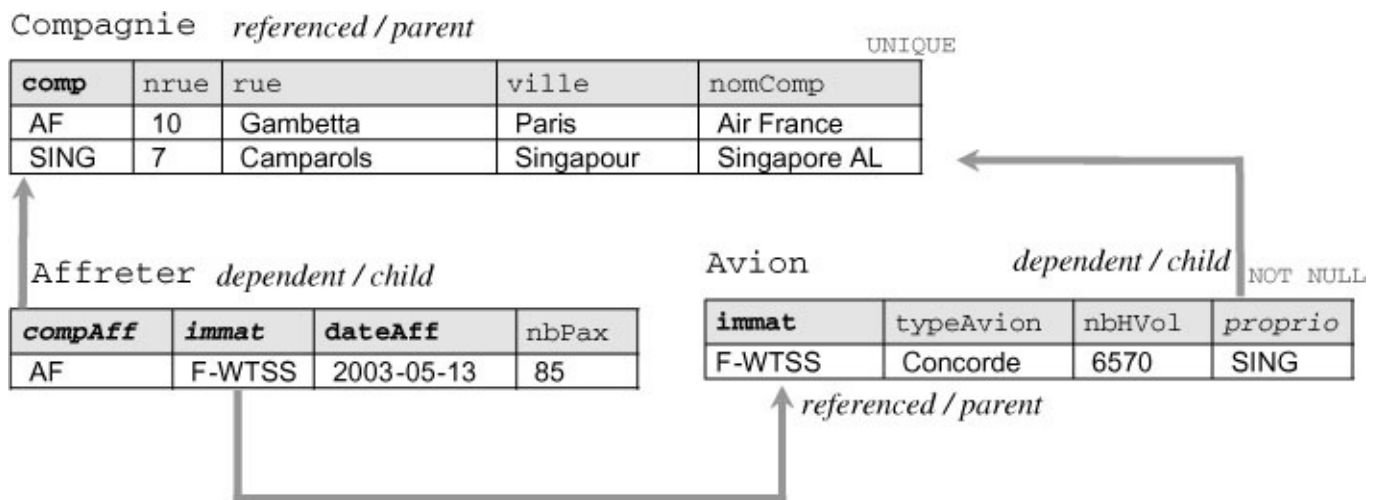 Compagnie referenced / parent
UNIQUE
comp nrue rue ville nomComp
AF 10 Gambetta Paris Air France
SING 7 Camparols Singapour Singapore AL
Affreter dependent / child
compAff immat dateAff nbPax
AF F-WTSS 2003-05-13 85
Avion dependent / child NOT NULL
immat typeAvion nbHVol proprio
F-WTSS Concorde 6570 SING
referenced / parent